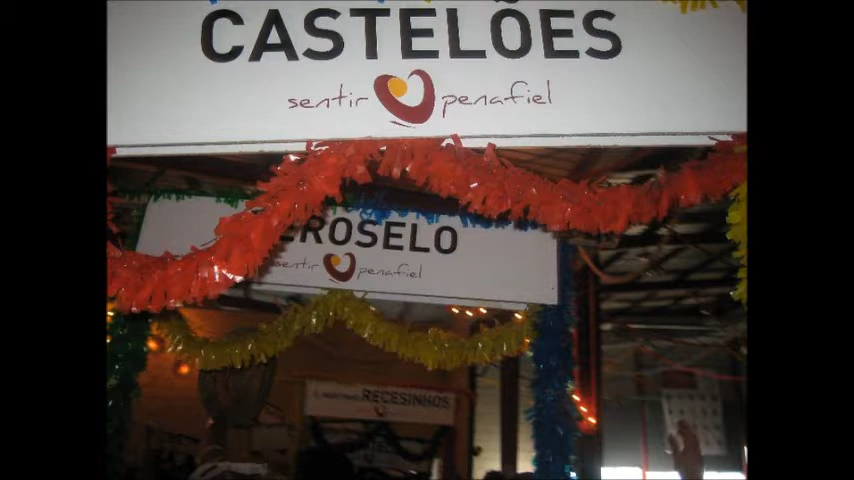 CASTELÕES
sentir penafiel
EROSELO
sentir penafiel
RECESINHOS